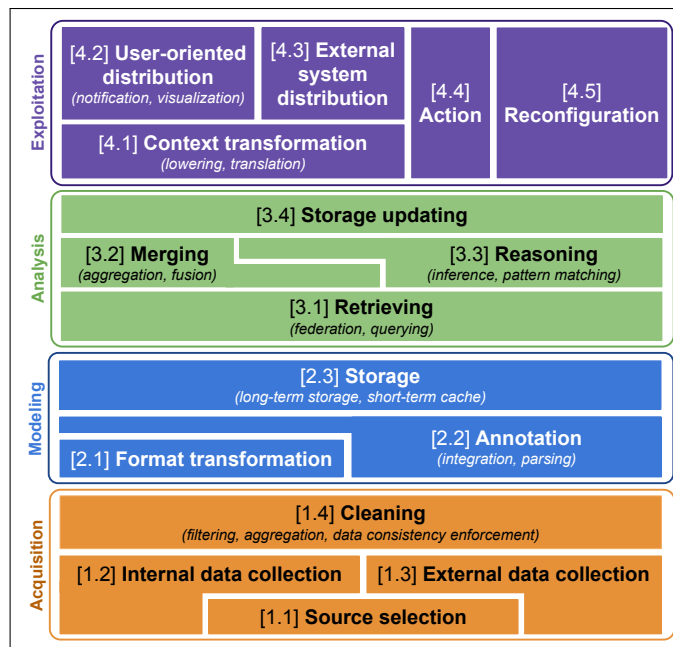 Exploitation
[4.2] User-oriented
distribution
(notification, visualization)
[4.3] External
system
distribution
[4.4]
Action
[4.5]
Reconfiguration
[4.1] Context transformation
(lowering, translation)
Analysis
[3.4] Storage updating
[3.2] Merging
(aggregation, fusion)
[3.3] Reasoning
(inference, pattern matching)
[3.1] Retrieving
(federation, querying)
Modeling
[2.3] Storage
(long-term storage, short-term cache)
[2.2] Annotation
(integration, parsing)
[2.1] Format transformation
Acquisition
[1.4] Cleaning
(filtering, aggregation, data consistency enforcement)
[1.2] Internal data collection
[1.3] External data collection
[1.1] Source selection